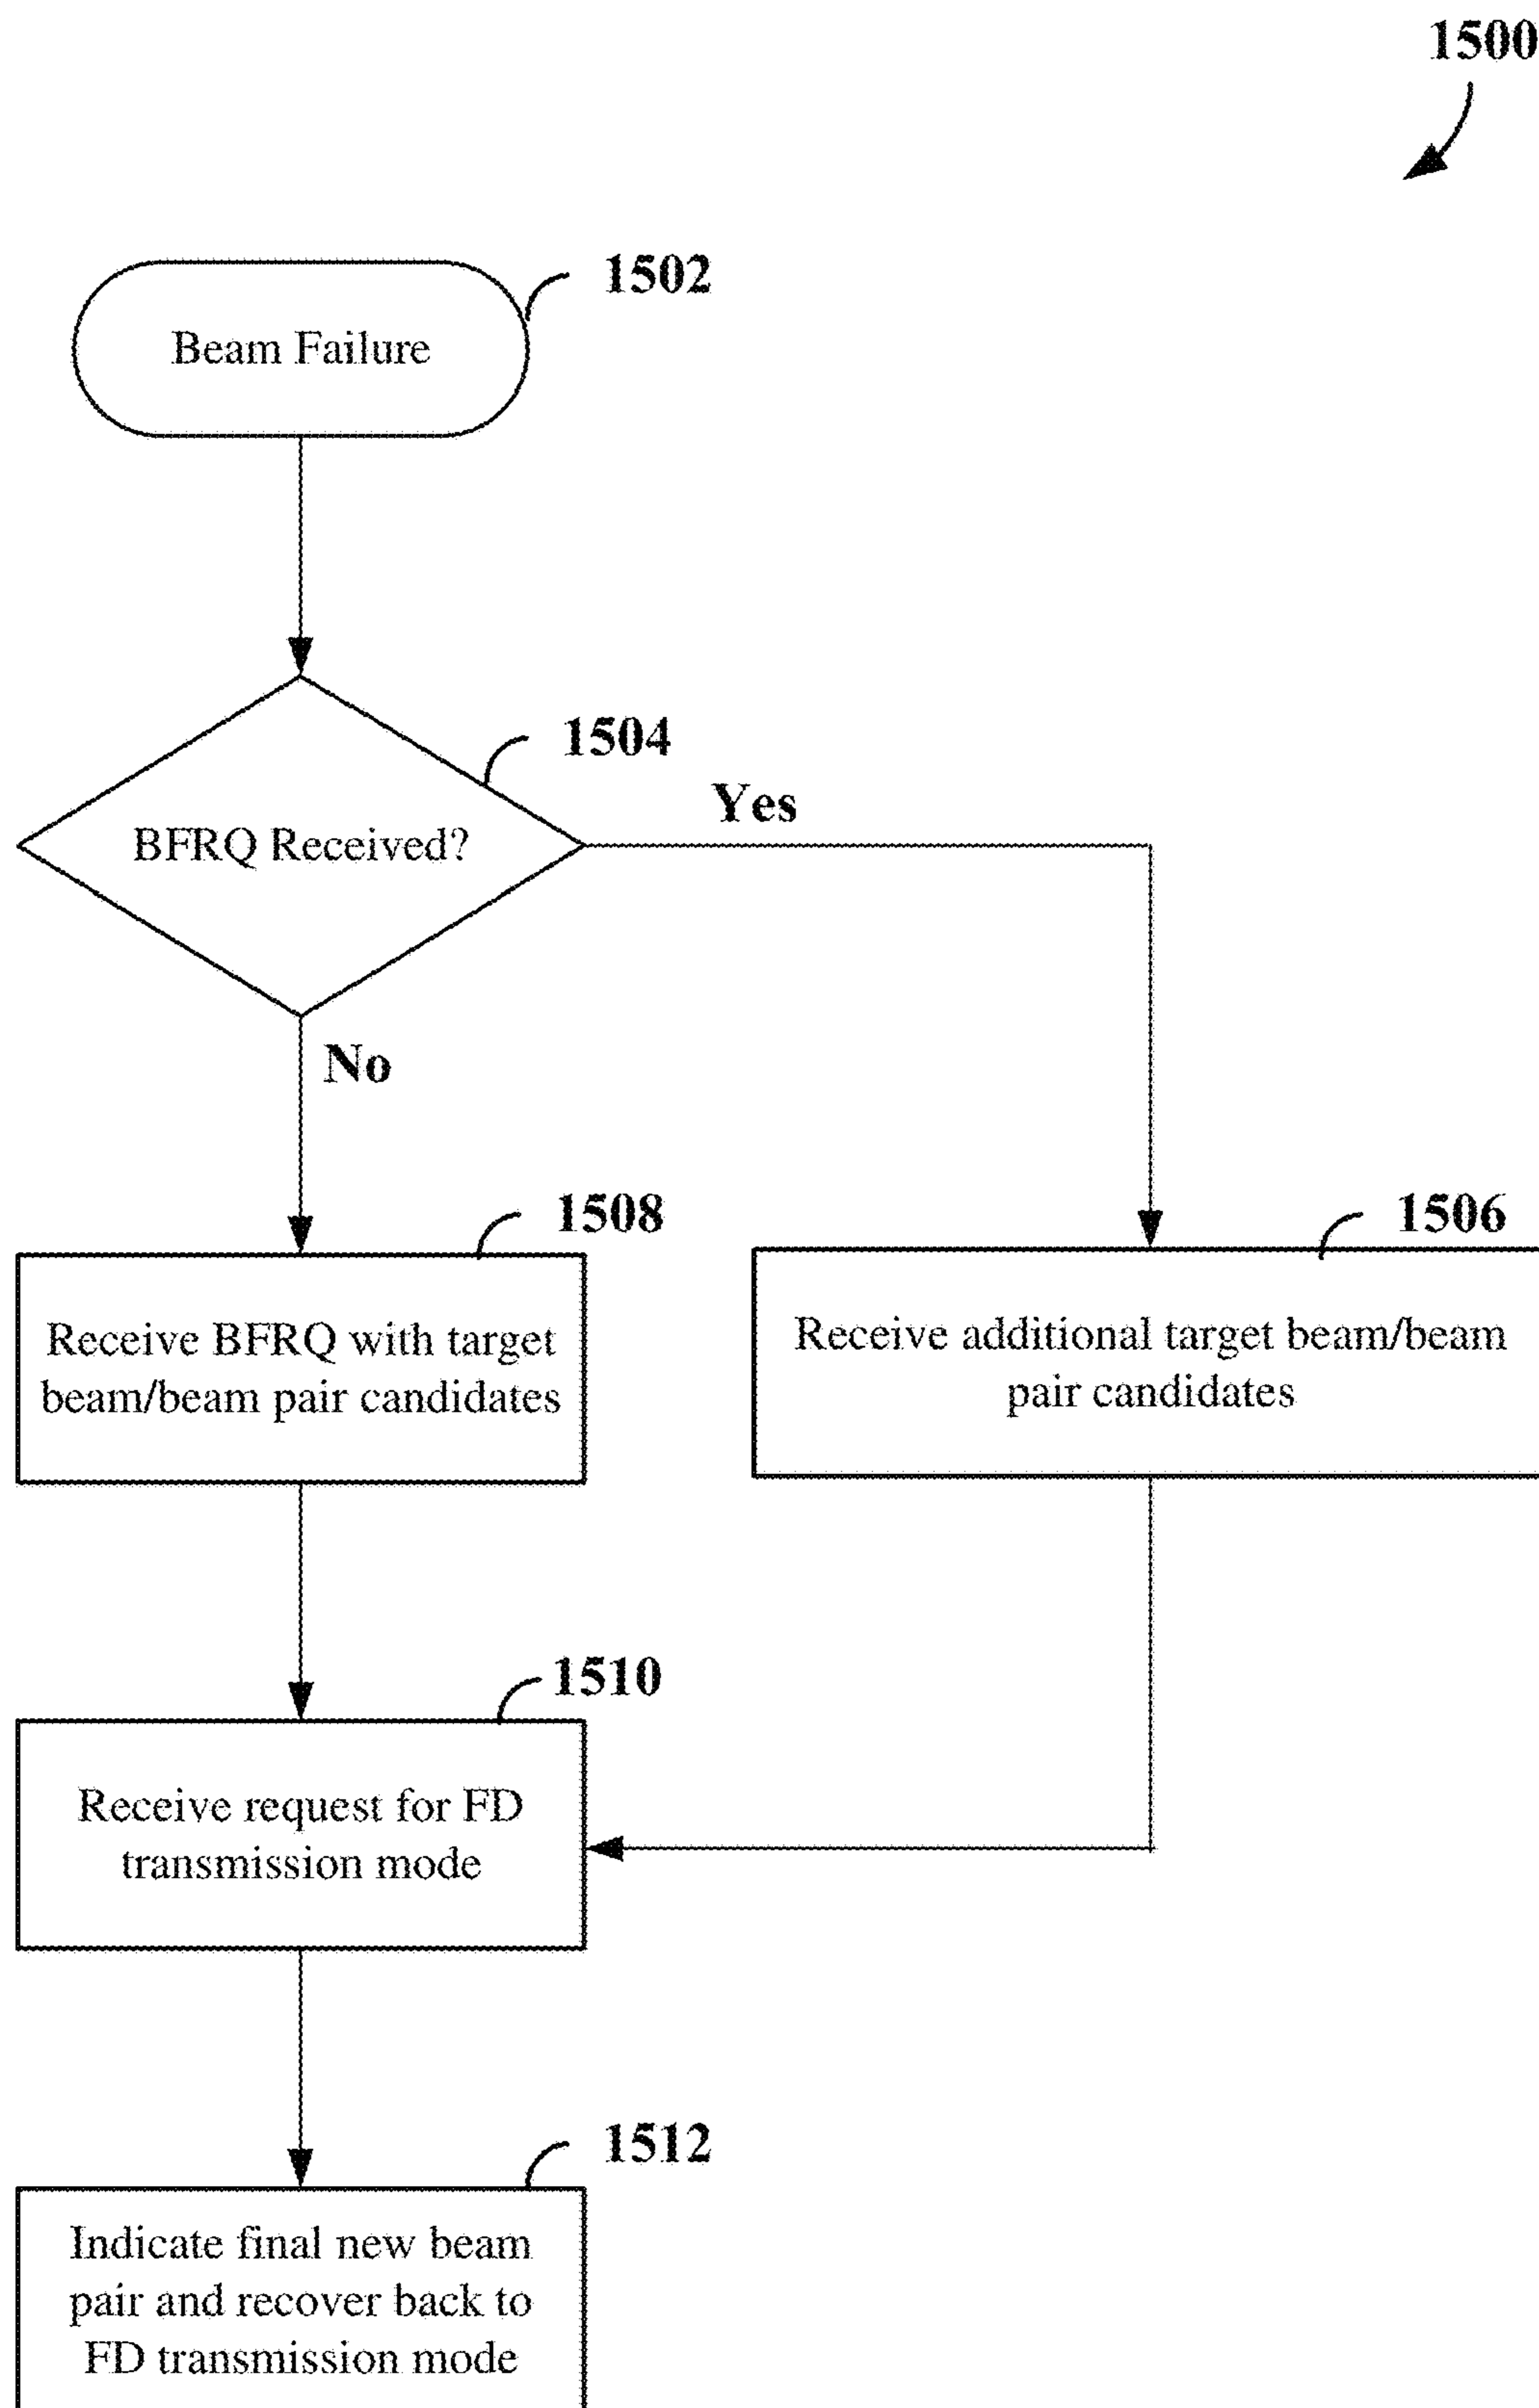 1500
1502
Beam Failure
1504
BFRQ Received?
Yes
No
1508
Receive BFRQ with target
beam/beam pair candidates
1506
Receive additional target beam/beam
pair candidates
1510
Receive request for FD
transmission mode
1512
Indicate final new beam
pair and recover back to
FD transmission mode